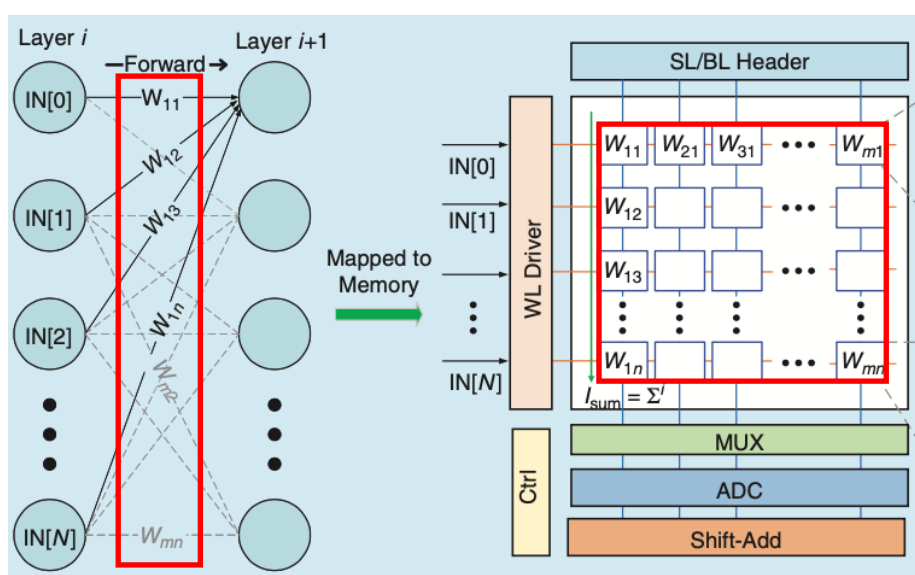 Layer i
Layer i+1
Forward
IN[0]
IN[1]
IN[2]
IN[N]
W₁₁
W₁₂
W₁₃
W₁ₙ
Wₘ₂
Wₘₙ
Mapped to
Memory
SL/BL Header
WL Driver
IN[0]
IN[1]
IN[N]
W₁₁ W₂₁ W₃₁ ••• Wₘ₁
W₁₂ •••
W₁₃ •••
W₁ₙ ••• Wₘₙ
I_sum = Σⁱ
Ctrl
MUX
ADC
Shift-Add